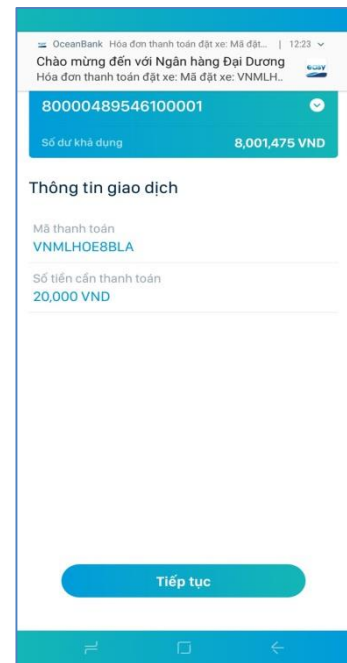 OceanBank Hóa đơn thanh toán đặt xe: Mã đặt... | 12:23
Chào mừng đến với Ngân hàng Đại Dương
easy
Hóa đơn thanh toán đặt xe: Mã đặt xe: VNMLH..
80000489546100001
Số dư khả dụng 8,001,475 VND
Thông tin giao dịch
Mã thanh toán
VNMLHOE8BLA
Số tiền cần thanh toán
20,000 VND
Tiếp tục